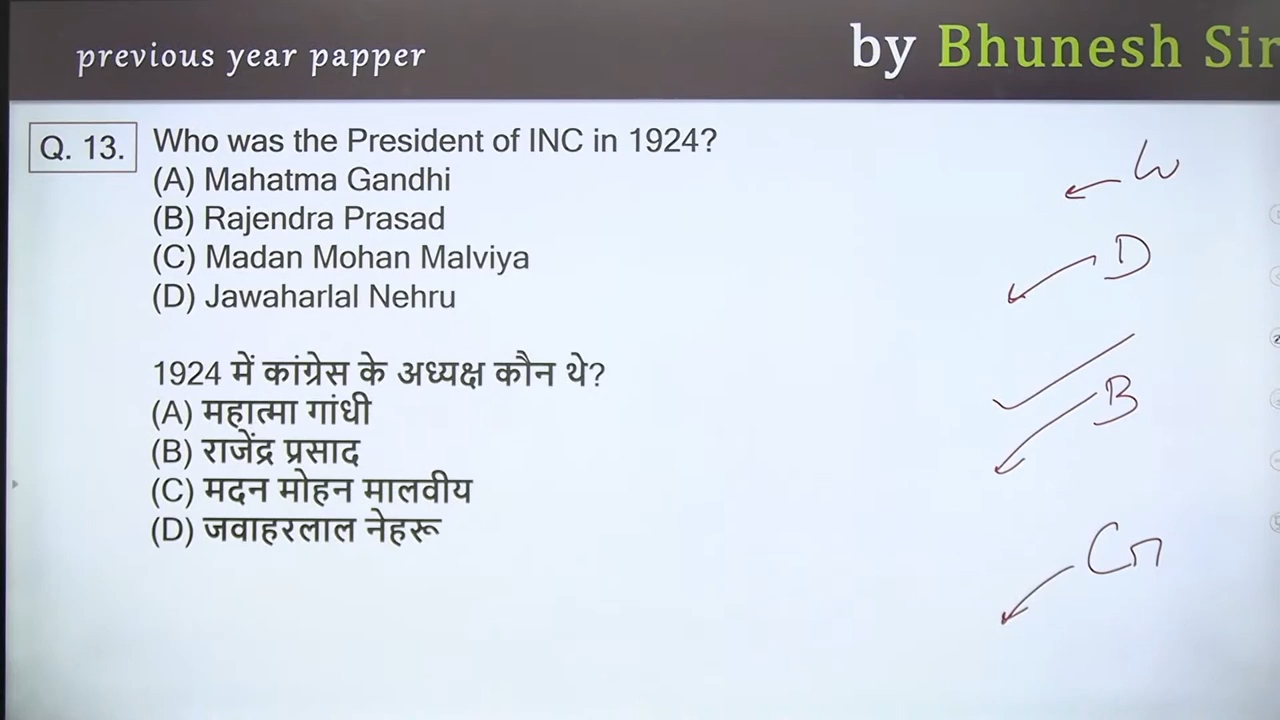 previous year papper
by Bhunesh Sir
Q. 13. Who was the President of INC in 1924?
(A) Mahatma Gandhi
(B) Rajendra Prasad
(C) Madan Mohan Malviya
(D) Jawaharlal Nehru
1924 में कांग्रेस के अध्यक्ष कौन थे?
(A) महात्मा गांधी
(B) राजेंद्र प्रसाद
(C) मदन मोहन मालवीय
(D) जवाहरलाल नेहरू
D
B